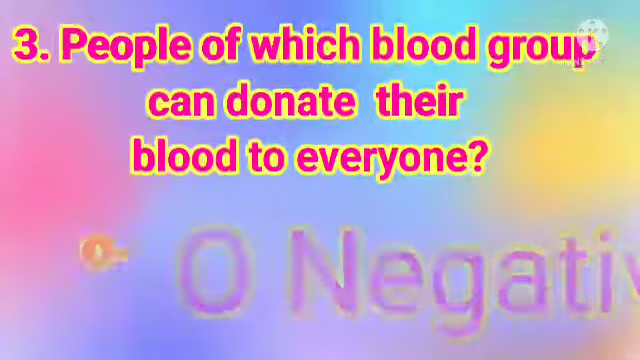 3. People of which blood group
can donate their
blood to everyone?
O Negativ